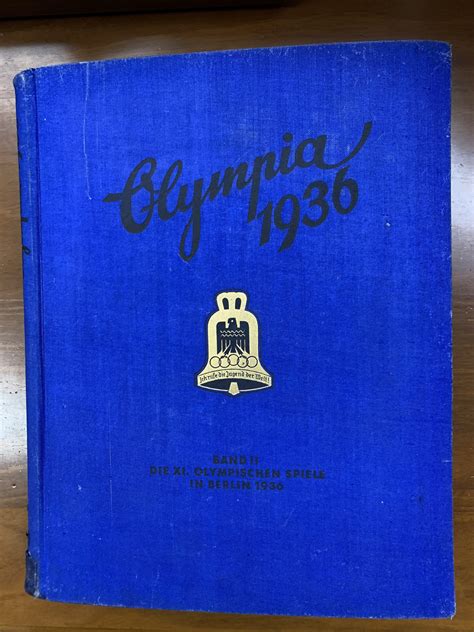 Olympia
1936
Ich rufe die Jugend der Welt!
BAND II
DIE XI. OLYMPISCHEN SPIELE
IN BERLIN 1936